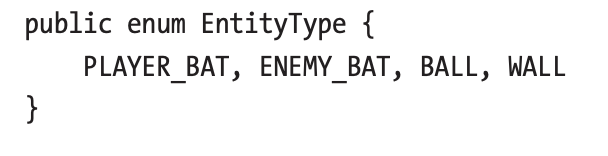 public enum EntityType {
    PLAYER_BAT, ENEMY_BAT, BALL, WALL
}